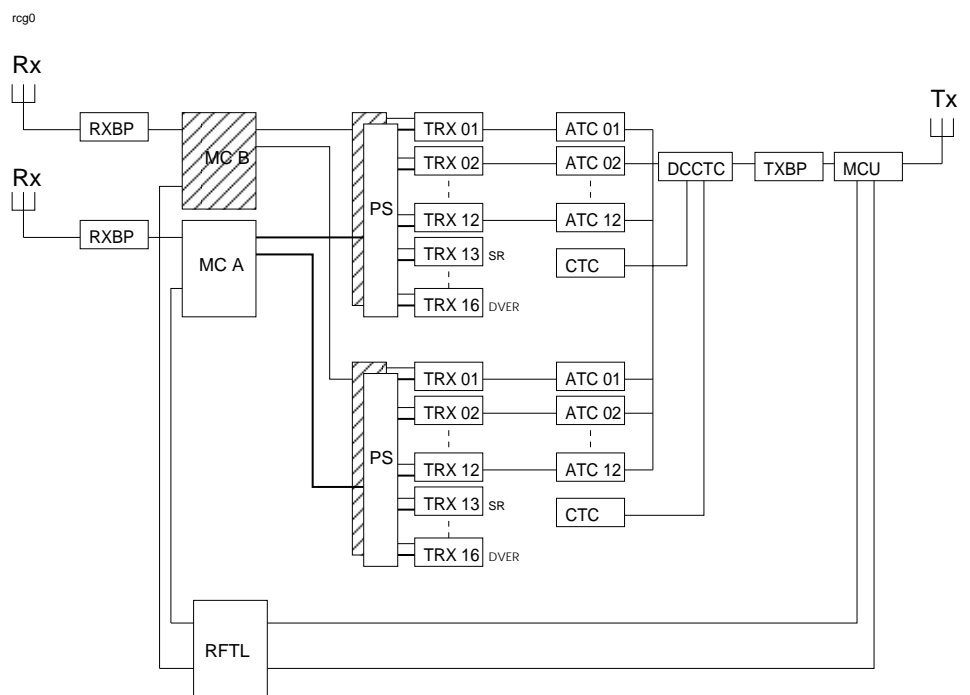 rcg0
Rx
Tx
RXBP
MC B
TRX 01
ATC 01
TRX 02
ATC 02
DCCTC
TXBP
MCU
Rx
PS
TRX 12
ATC 12
RXBP
MC A
TRX 13 SR
CTC
TRX 16 DVER
TRX 01
ATC 01
TRX 02
ATC 02
PS
TRX 12
ATC 12
TRX 13 SR
CTC
TRX 16 DVER
RFTL